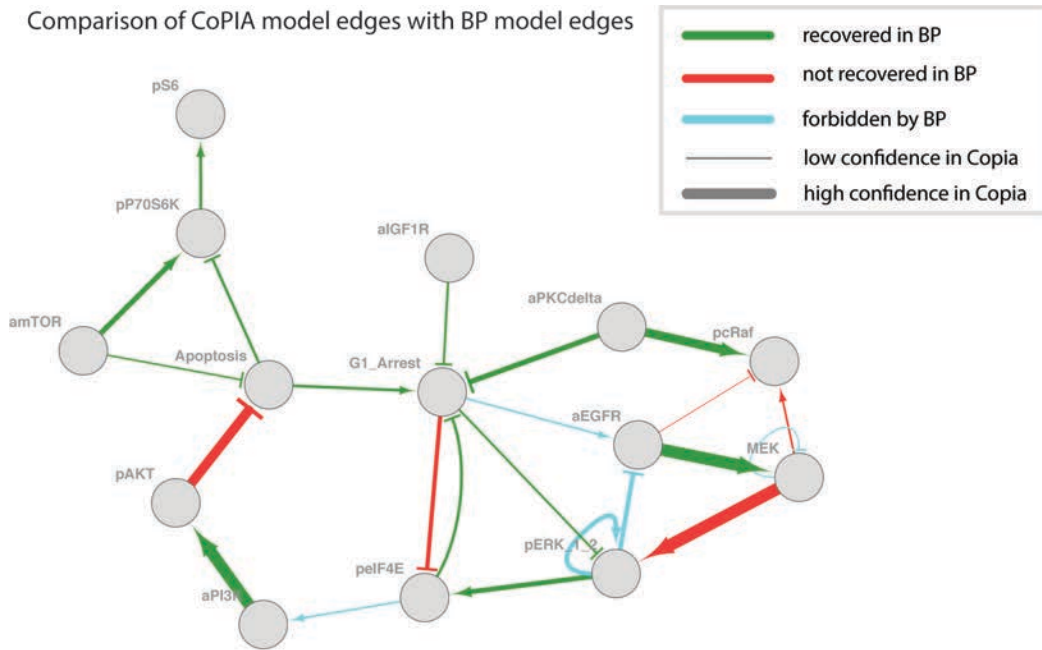 Comparison of CoPIA model edges with BP model edges
recovered in BP
not recovered in BP
forbidden by BP
low confidence in Copia
high confidence in Copia
pS6
pP70S6K
aIGF1R
aPKCdelta
amTOR
pcRaf
Apoptosis
G1_Arrest
aEGFR
MEK
pAKT
pERK_1_2
peIF4E